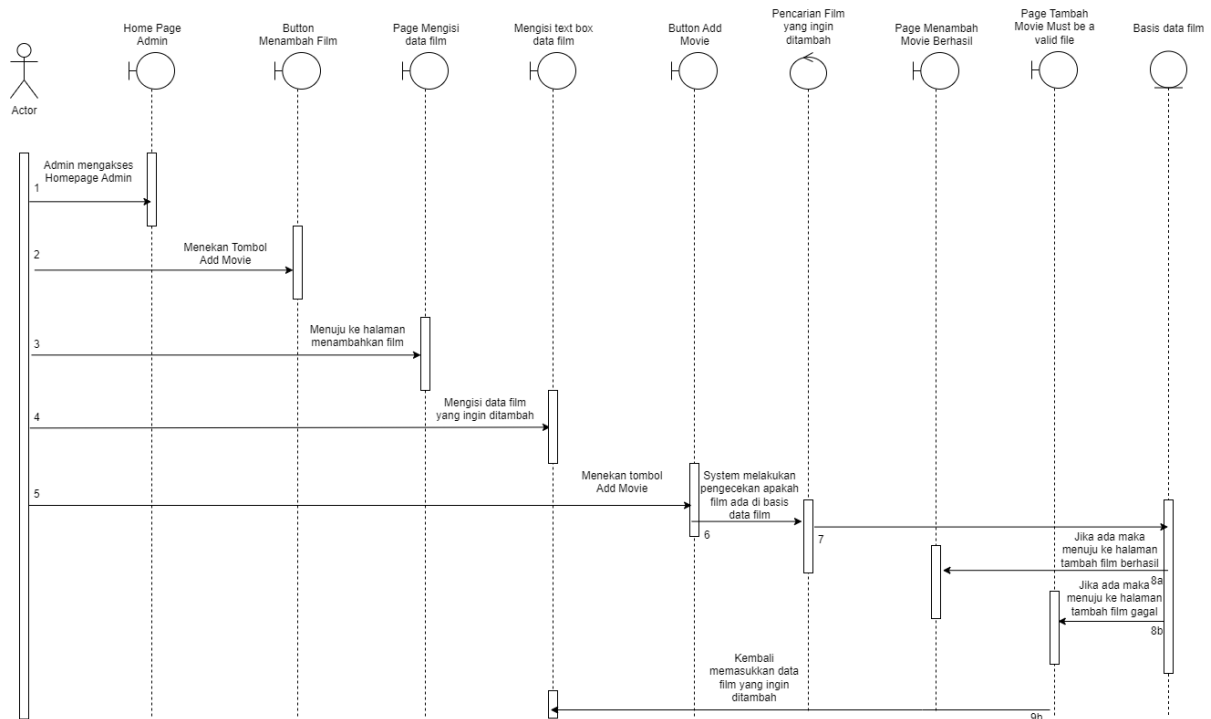 Home Page
Admin
Button
Menambah Film
Page Mengisi
data film
Mengisi text box
data film
Button Add
Movie
Pencarian Film
yang ingin
ditambah
Page Menambah
Movie Berhasil
Page Tambah
Movie Must be a
valid file
Basis data film
Actor
Admin mengakses
Homepage Admin
1
Menekan Tombol
Add Movie
2
Menuju ke halaman
menambahkan film
3
Mengisi data film
yang ingin ditambah
4
Menekan tombol
Add Movie
5
System melakukan
pengecekan apakah
film ada di basis
data film
6
7
Jika ada maka
menuju ke halaman
tambah film berhasil
8a
Jika ada maka
menuju ke halaman
tambah film gagal
8b
Kembali
memasukkan data
film yang ingin
ditambah
9b